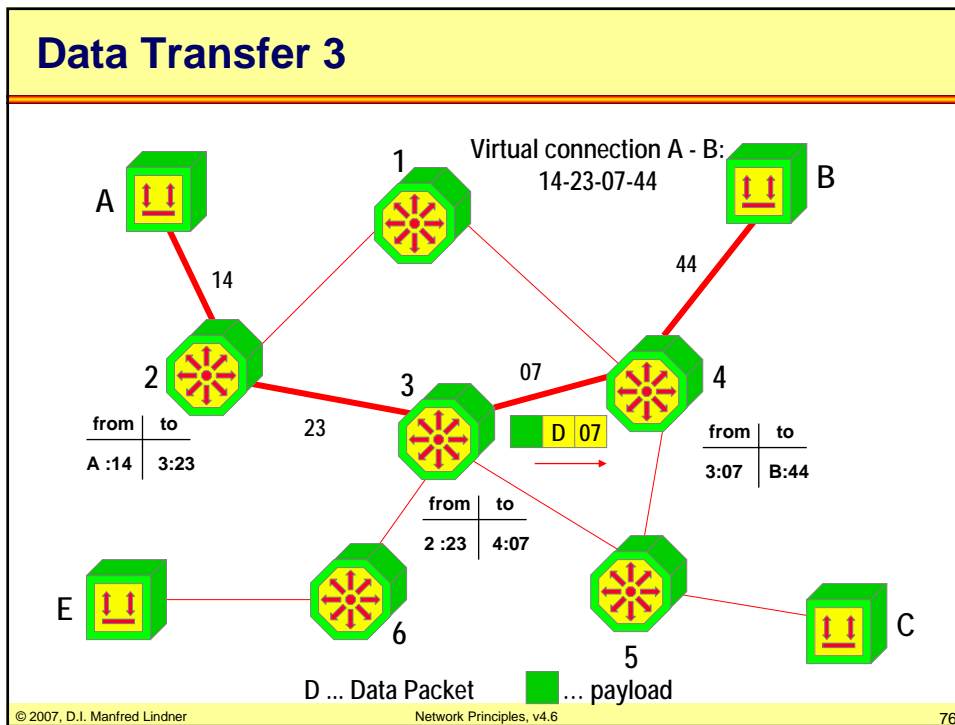 Data Transfer 3
Virtual connection A - B:
14-23-07-44
A
1
B
14
44
2
3
07
4
23
D 07
from to
A :14 3:23
from to
3:07 B:44
from to
2 :23 4:07
E
6
5
C
D ... Data Packet ... payload
© 2007, D.I. Manfred Lindner Network Principles, v4.6 76